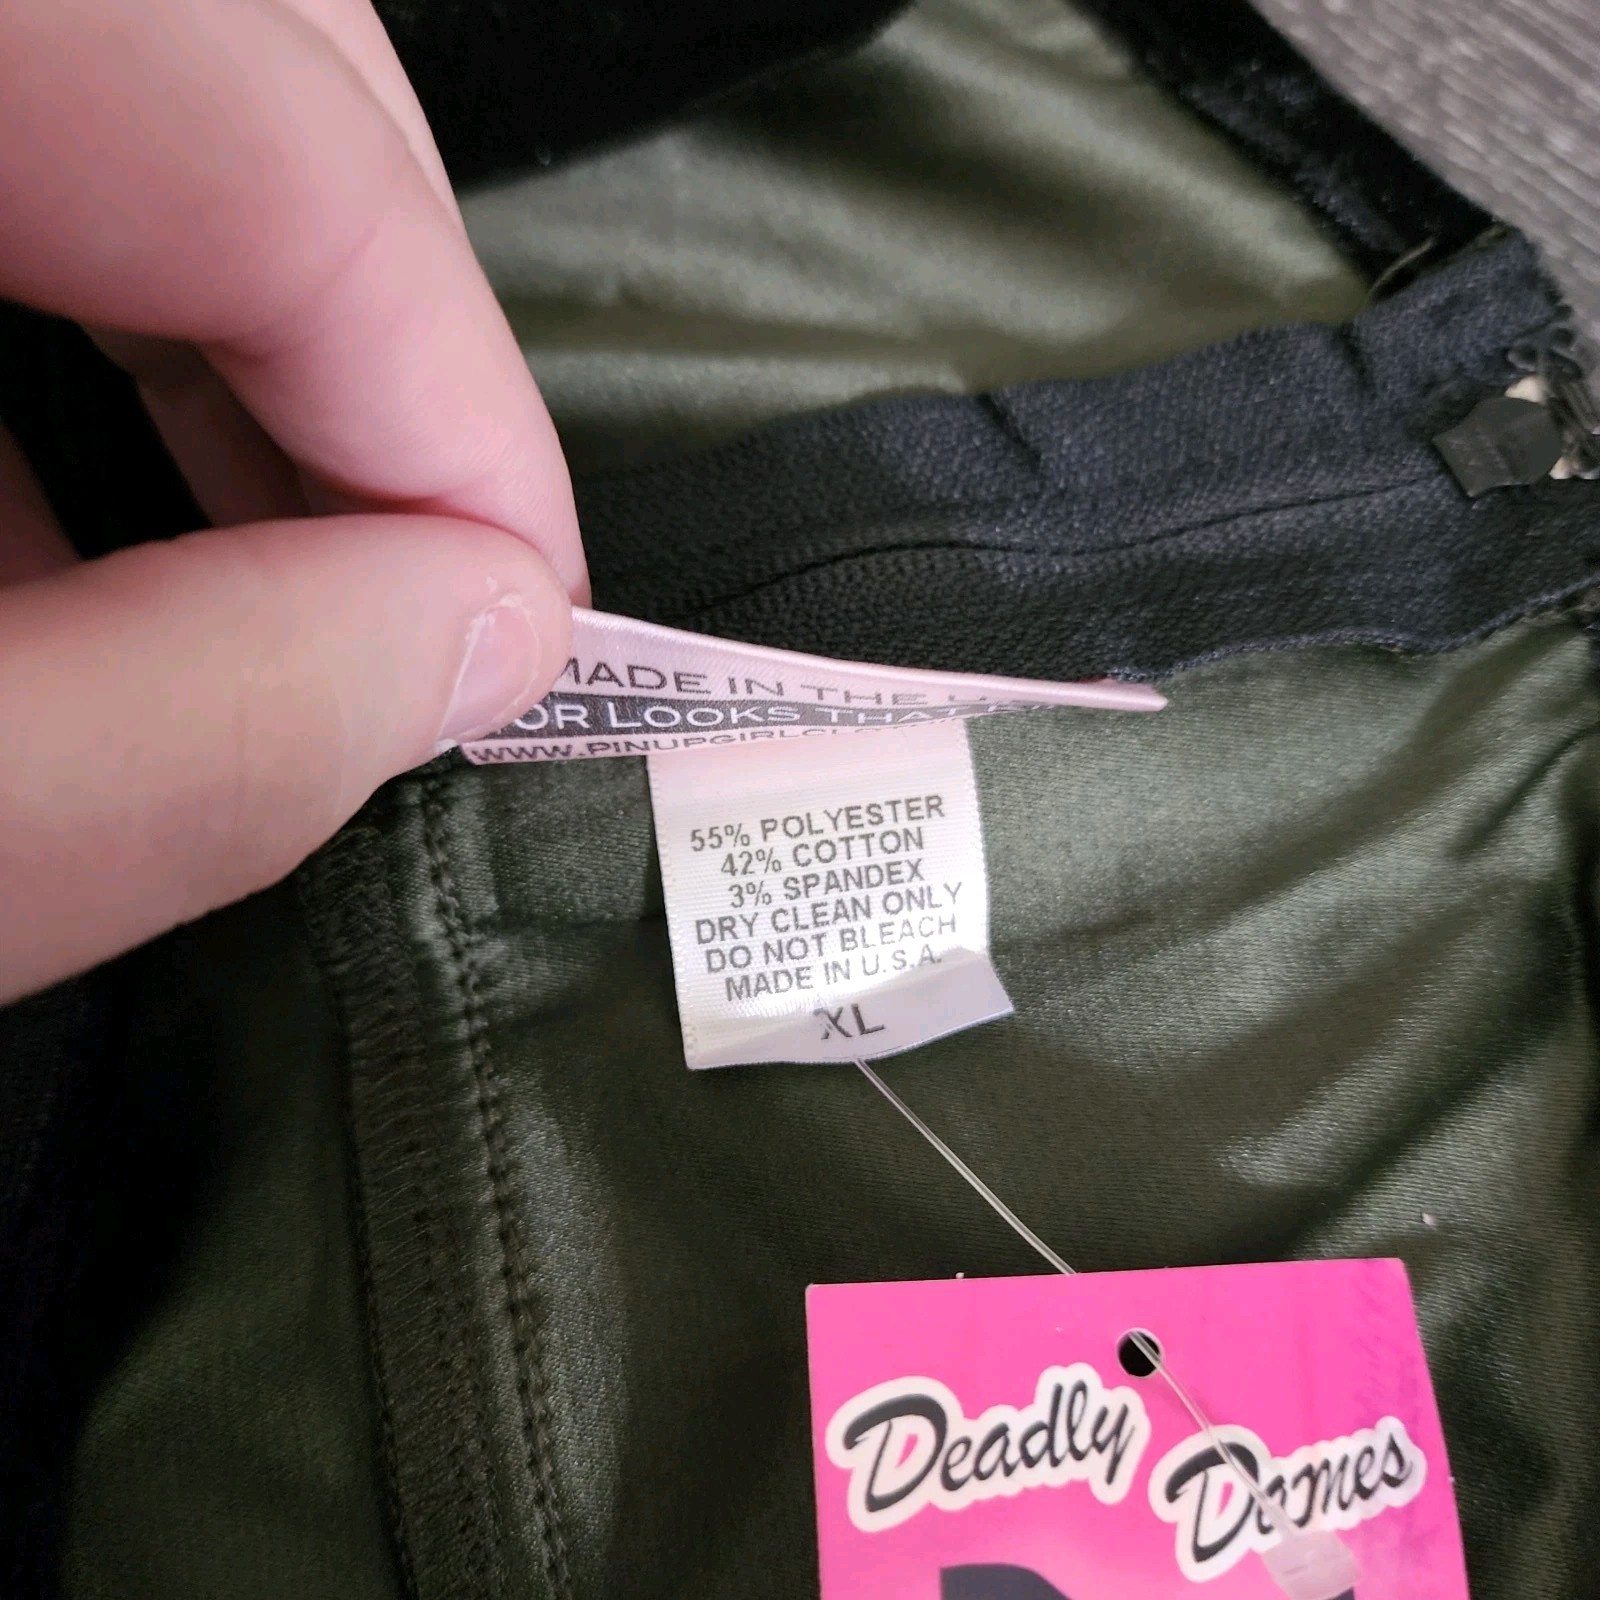 MADE IN THE
OR LOOKS THAT
WWW.PINUPGIRL
55% POLYESTER
42% COTTON
3% SPANDEX
DRY CLEAN ONLY
DO NOT BLEACH
MADE IN U.S.A.
XL
Deadly
Dames